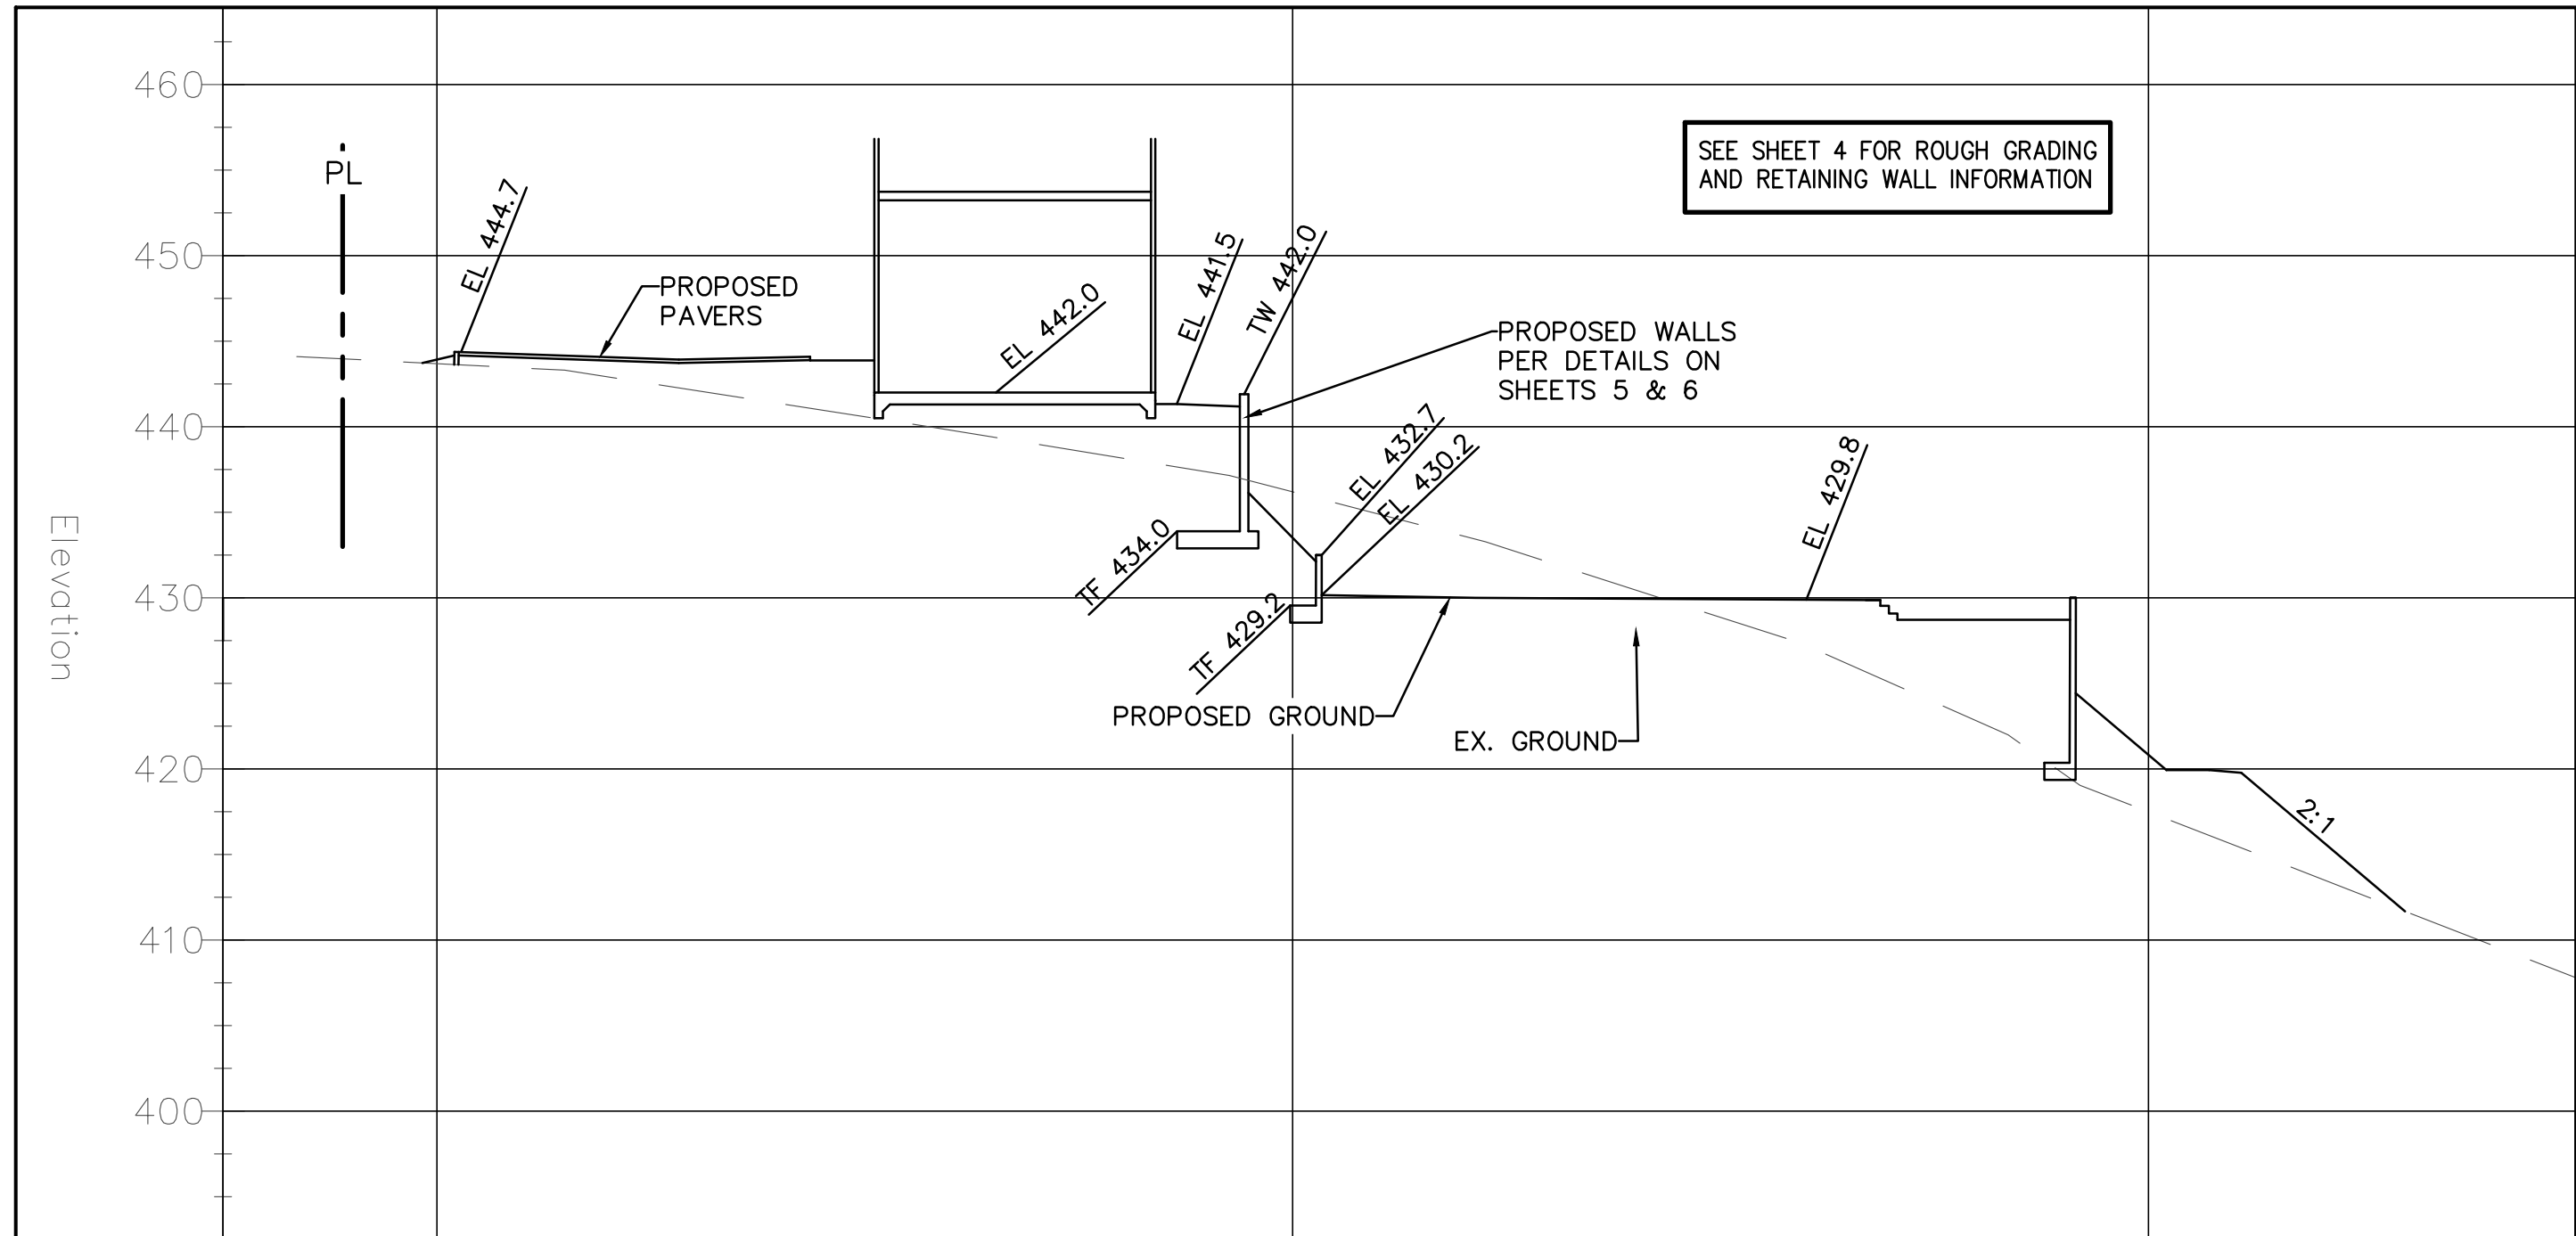 460
PL
SEE SHEET 4 FOR ROUGH GRADING
AND RETAINING WALL INFORMATION
EL 444.7
450
PROPOSED
PAVERS
EL 442.0
EL 441.5
TW 442.0
PROPOSED WALLS
PER DETAILS ON
SHEETS 5 & 6
440
EL 432.7
EL 430.2
EL 429.8
Elevation
TF 434.0
430
TF 429.2
PROPOSED GROUND
EX. GROUND
420
2:1
410
400